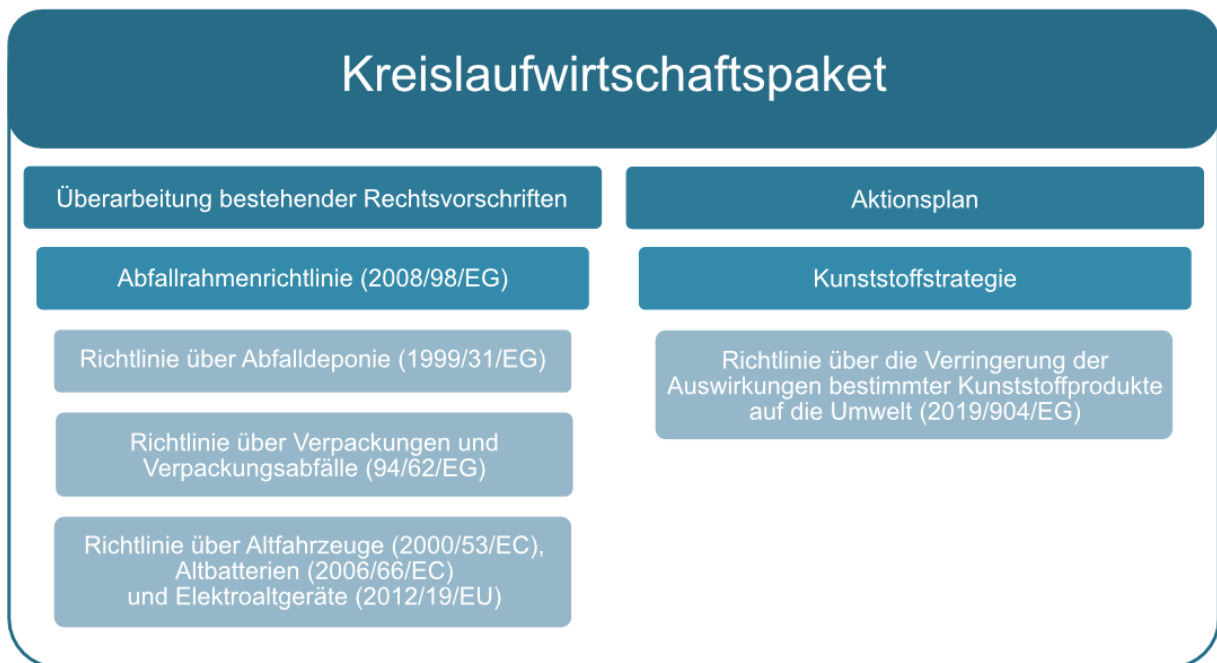 Kreislaufwirtschaftspaket
Überarbeitung bestehender Rechtsvorschriften
Abfallrahmenrichtlinie (2008/98/EG)
Richtlinie über Abfalldeponie (1999/31/EG)
Richtlinie über Verpackungen und
Verpackungsabfälle (94/62/EG)
Richtlinie über Altfahrzeuge (2000/53/EC),
Altbatterien (2006/66/EC)
und Elektroaltgeräte (2012/19/EU)
Aktionsplan
Kunststoffstrategie
Richtlinie über die Verringerung der
Auswirkungen bestimmter Kunststoffprodukte
auf die Umwelt (2019/904/EG)